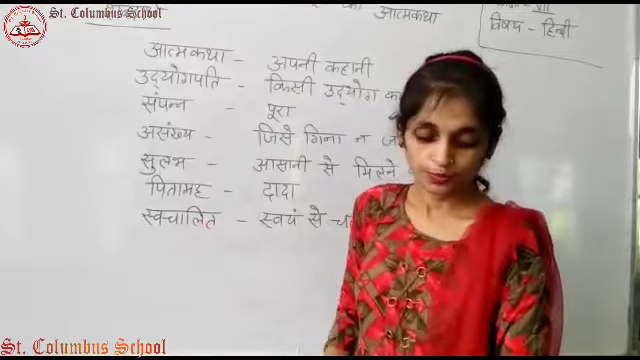 St. Columbus School
का आत्मकथा
विषय - हिन्दी
आत्मकथा - अपनी कहानी
उद्योगपति - किसी उद्योग का
संपन्न - पूरा
असंख्य - जिसे गिना न
सुलभ - आसानी से मिलने
पितामह - दादा
स्वचालित - स्वयं से
St. Columbus School